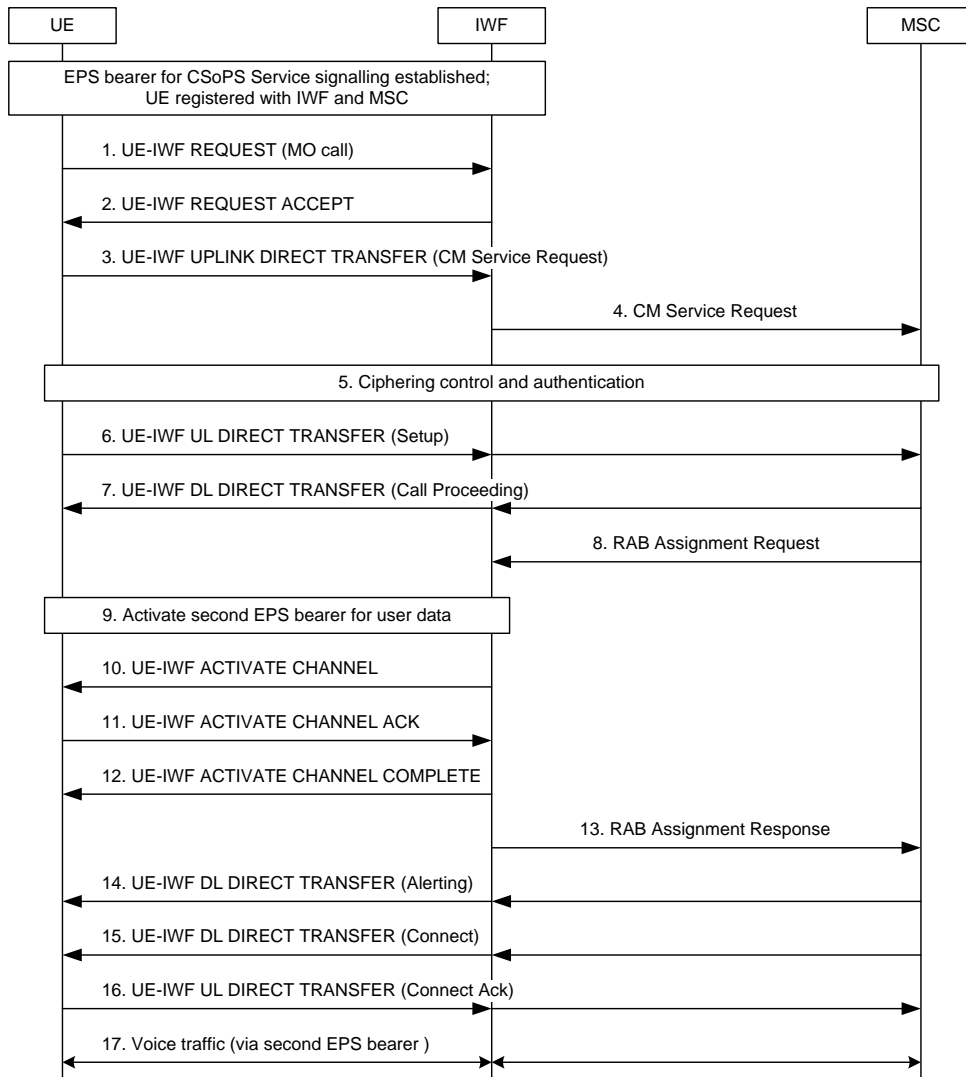 UE
IWF
MSC
EPS bearer for CSoPS Service signalling established;
UE registered with IWF and MSC
1. UE-IWF REQUEST (MO call)
2. UE-IWF REQUEST ACCEPT
3. UE-IWF UPLINK DIRECT TRANSFER (CM Service Request)
4. CM Service Request
5. Ciphering control and authentication
6. UE-IWF UL DIRECT TRANSFER (Setup)
7. UE-IWF DL DIRECT TRANSFER (Call Proceeding)
8. RAB Assignment Request
9. Activate second EPS bearer for user data
10. UE-IWF ACTIVATE CHANNEL
11. UE-IWF ACTIVATE CHANNEL ACK
12. UE-IWF ACTIVATE CHANNEL COMPLETE
13. RAB Assignment Response
14. UE-IWF DL DIRECT TRANSFER (Alerting)
15. UE-IWF DL DIRECT TRANSFER (Connect)
16. UE-IWF UL DIRECT TRANSFER (Connect Ack)
17. Voice traffic (via second EPS bearer )